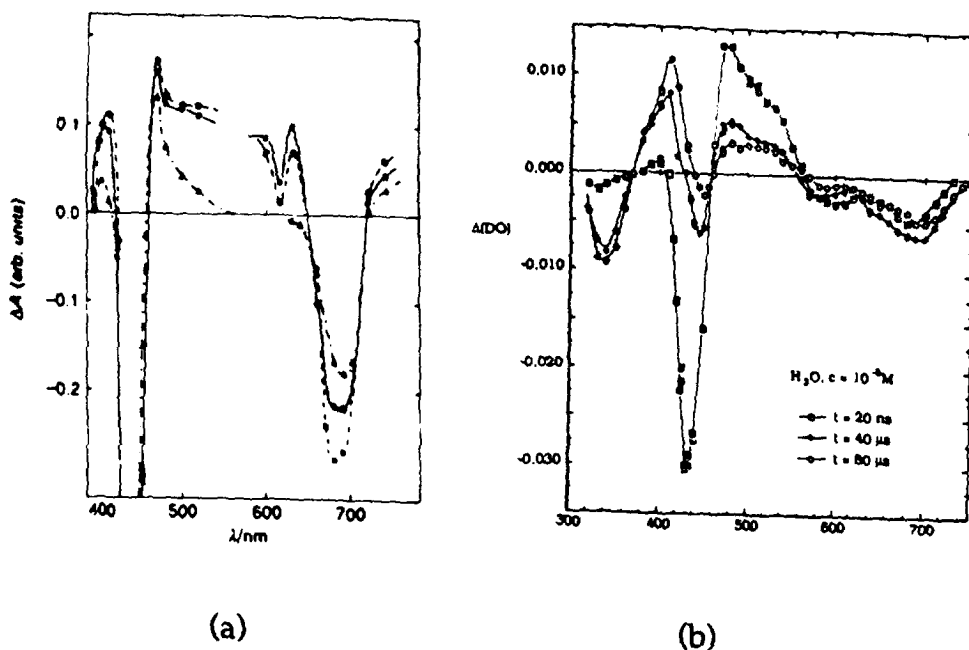 ΔA (arb. units)
0.1
0.0
-0.1
-0.2
400 500 600 700
λ/nm
(a)
Δ(DO)
0.010
0.000
-0.010
-0.020
-0.030
H₂O, c = 10⁻⁵M
t = 20 ns
t = 40 μs
t = 80 μs
300 400 500 600 700
(b)